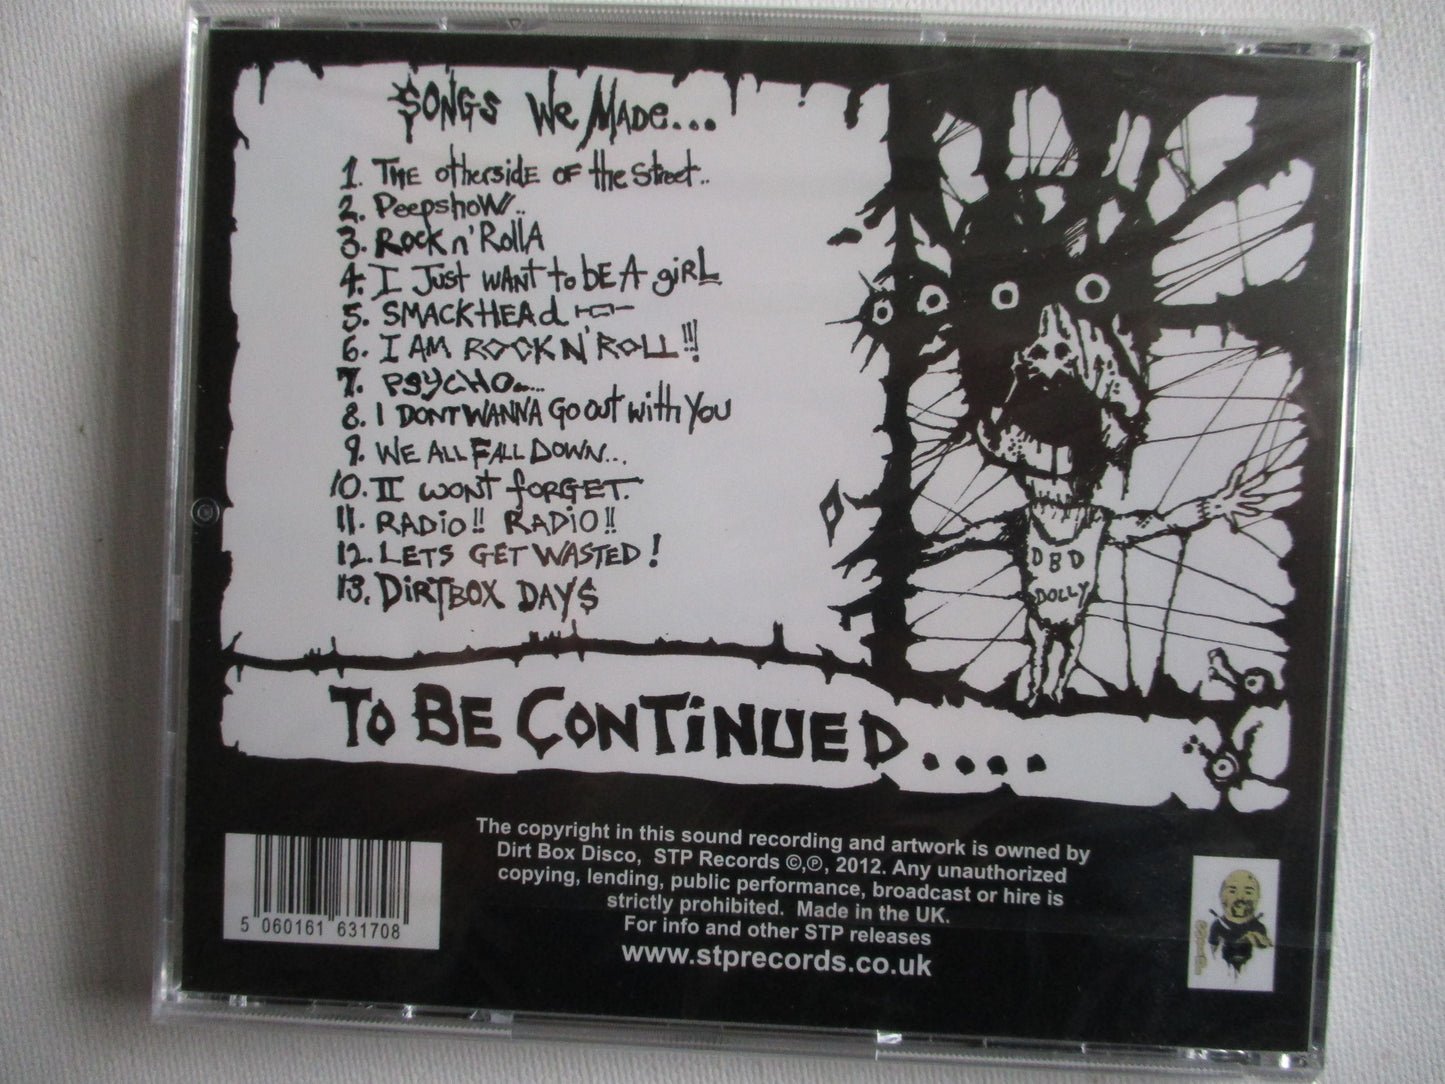 $ONGS WE MADE...
1. THE otherside OF the Street..
2. PeepshoW..
3. Rock n' RollA
4. I Just wANT to bE A giRL
5. SMACKHEAd
6. I AM ROCK N' ROLL!!!
7. PSYCHO.....
8. I DONT WANNA GO OUT with YOU
9. WE ALL FALL DOWN...
10. II WONT FORGET.
11. RADiO!! RADiO!!
12. LETS GET WASTED!
13. DiRTBOX DAY$
TO BE CONTiNUED....
DBD
DOLLY
The copyright in this sound recording and artwork is owned by
Dirt Box Disco, STP Records ©,℗, 2012. Any unauthorized
copying, lending, public performance, broadcast or hire is
strictly prohibited. Made in the UK.
For info and other STP releases
www.stprecords.co.uk
5 060161 631708